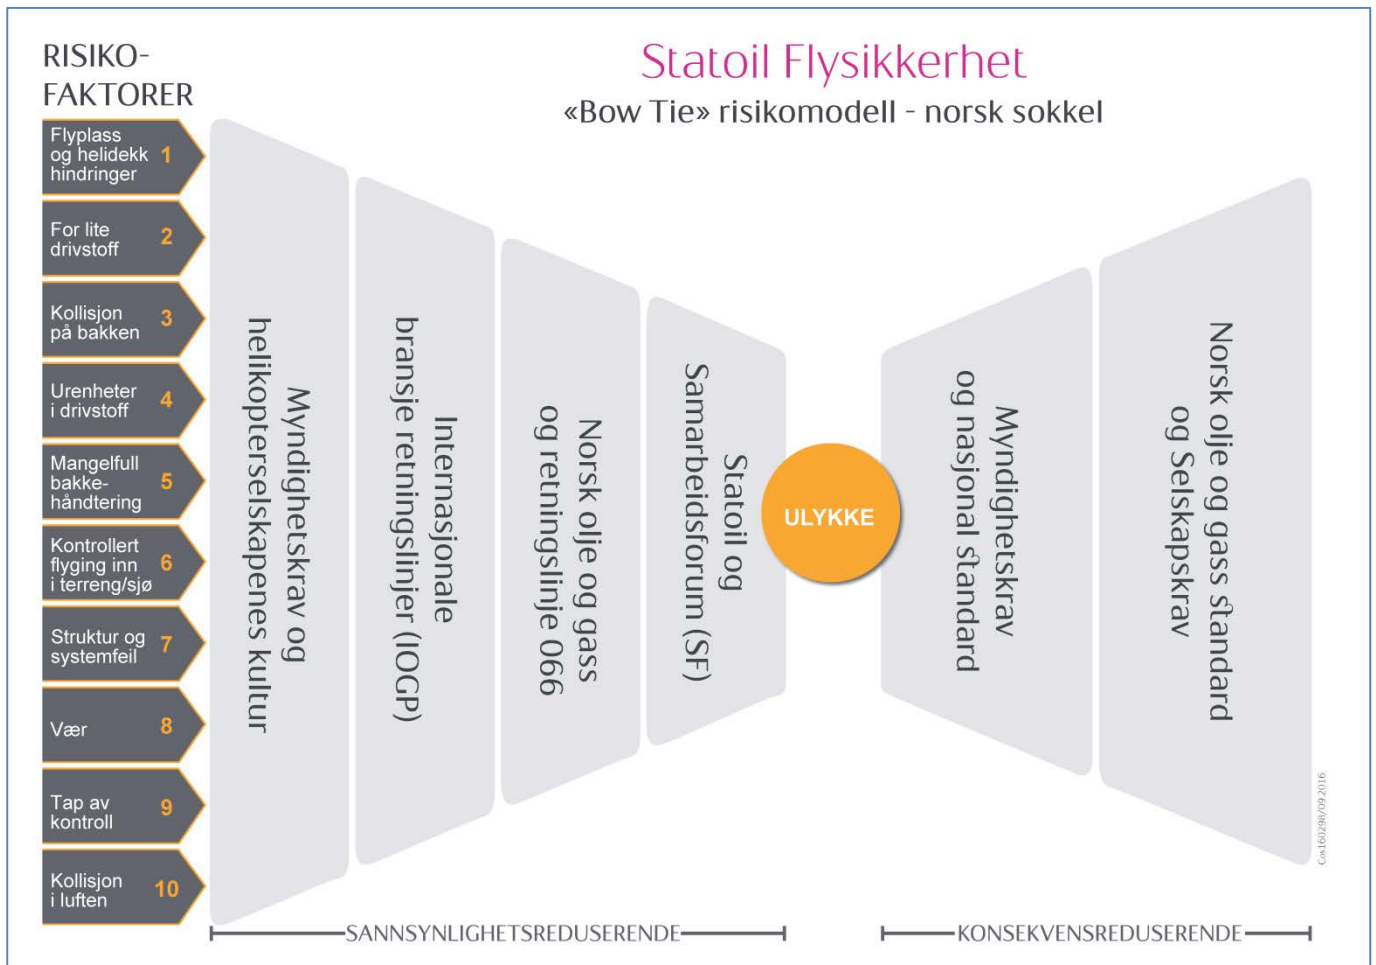 RISIKO-
FAKTORER
Statoil Flysikkerhet
«Bow Tie» risikomodell - norsk sokkel
Flyplass
og helidekk 1
hindringer
For lite
drivstoff 2
Kollisjon
på bakken 3
Urenheter
i drivstoff 4
Mangelfull
bakke- 5
håndtering
Kontrollert
flyging inn 6
i terreng/sjø
Struktur og
systemfeil 7
Vær 8
Tap av
kontroll 9
Kollisjon
i luften 10
Myndighetskrav og
helikopterselskapenes kultur
Internasjonale
bransje retningslinjer (IOGP)
Norsk olje og gass
og retningslinje 066
Statoil og
Samarbeidsforum (SF)
ULYKKE
Myndighetskrav
og nasjonal standard
Norsk olje og gass standard
og Selskapskrav
SANNSYNLIGHETSREDUSERENDE
KONSEKVENSREDUSERENDE
Cos160298/09.2016